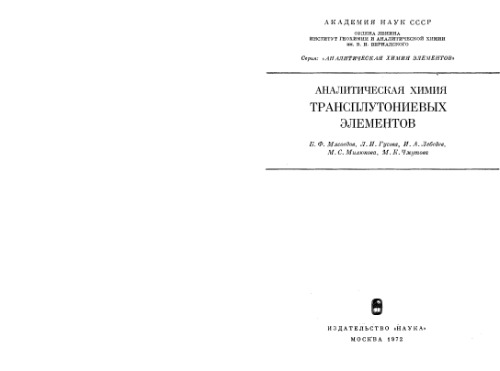 АКАДЕМИЯ НАУК СССР
ОРДЕНА ЛЕНИНА
ИНСТИТУТ ГЕОХИМИИ И АНАЛИТИЧЕСКОЙ ХИМИИ
им. В. И. ВЕРНАДСКОГО
Серия: «АНАЛИТИЧЕСКАЯ ХИМИЯ ЭЛЕМЕНТОВ»
АНАЛИТИЧЕСКАЯ ХИМИЯ
ТРАНСПЛУТОНИЕВЫХ
ЭЛЕМЕНТОВ
Б. Ф. Мясоедов, Л. И. Гусева, И. А. Лебедев,
М. С. Милюкова, М. К. Чмутова
ИЗДАТЕЛЬСТВО «НАУКА»
МОСКВА 1972